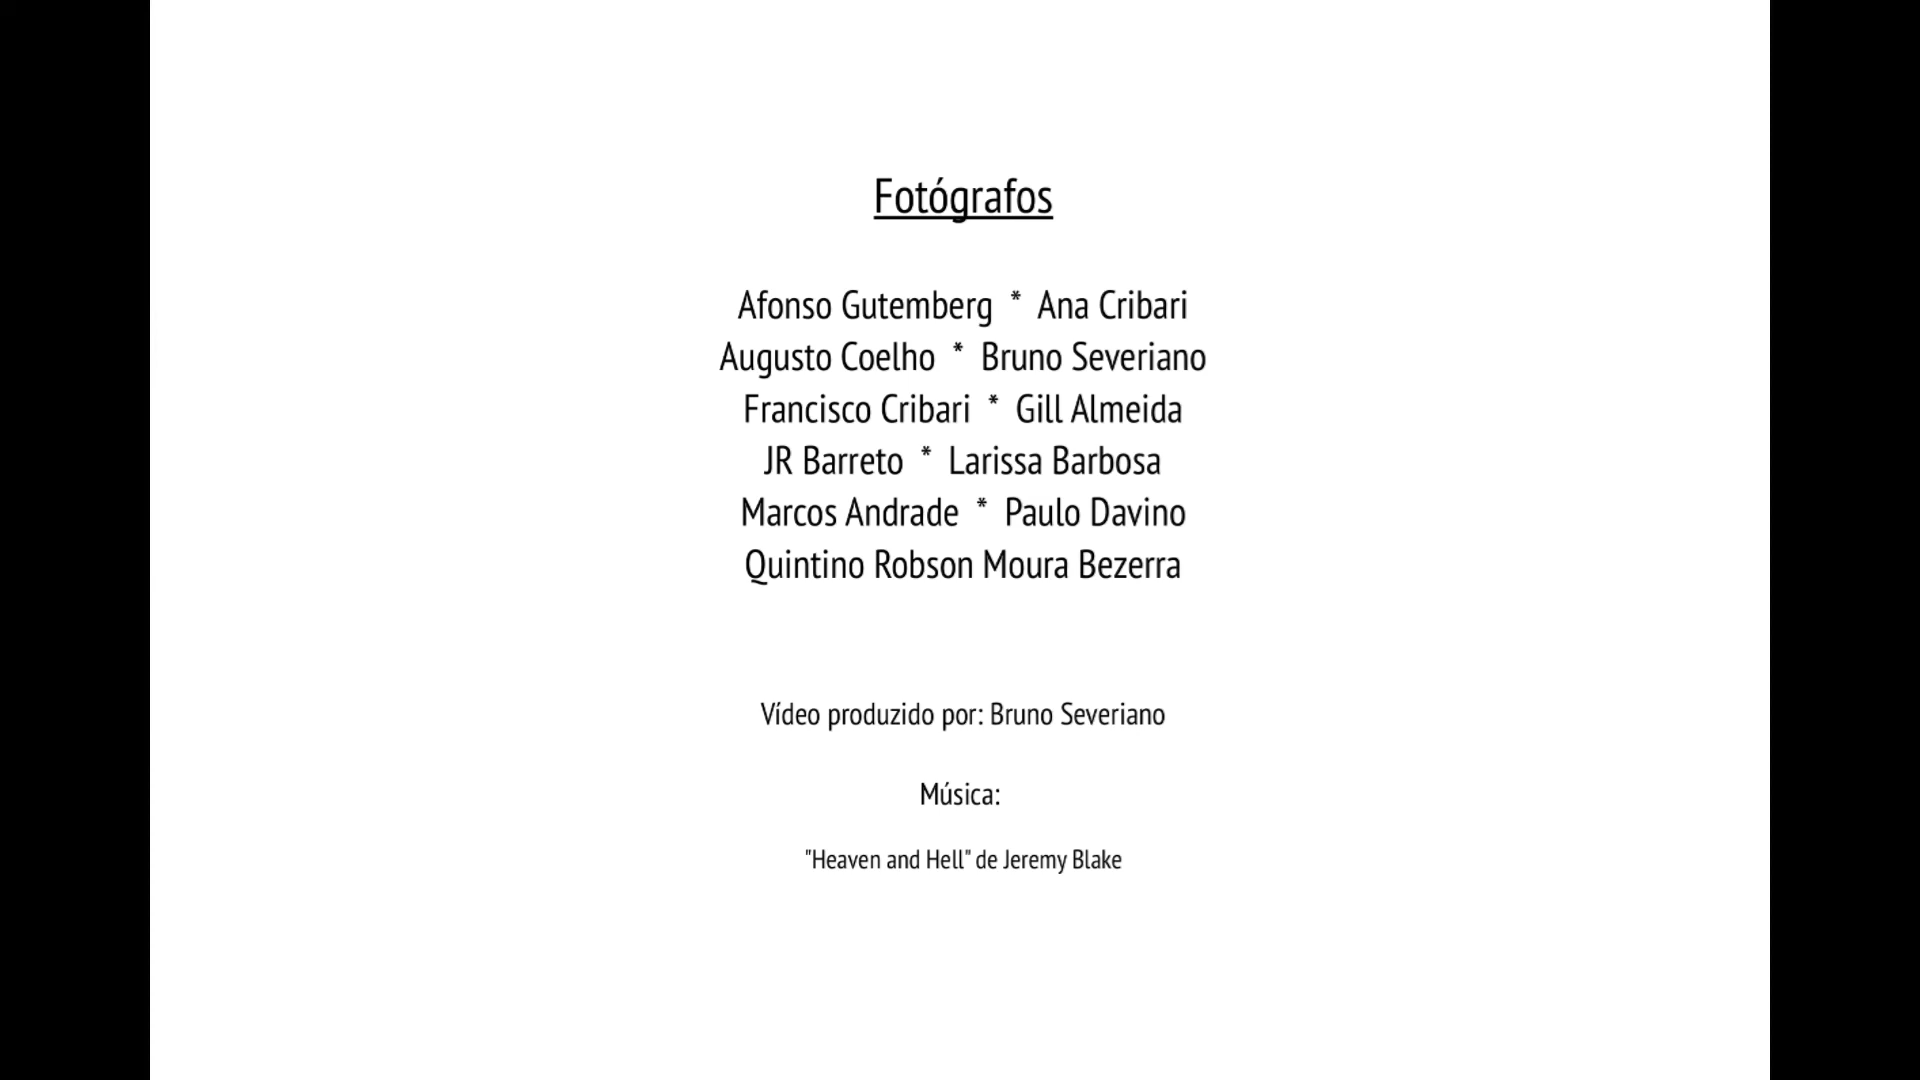 Fotógrafos
Afonso Gutemberg * Ana Cribari
Augusto Coelho * Bruno Severiano
Francisco Cribari * Gill Almeida
JR Barreto * Larissa Barbosa
Marcos Andrade * Paulo Davino
Quintino Robson Moura Bezerra
Vídeo produzido por: Bruno Severiano
Música:
"Heaven and Hell" de Jeremy Blake